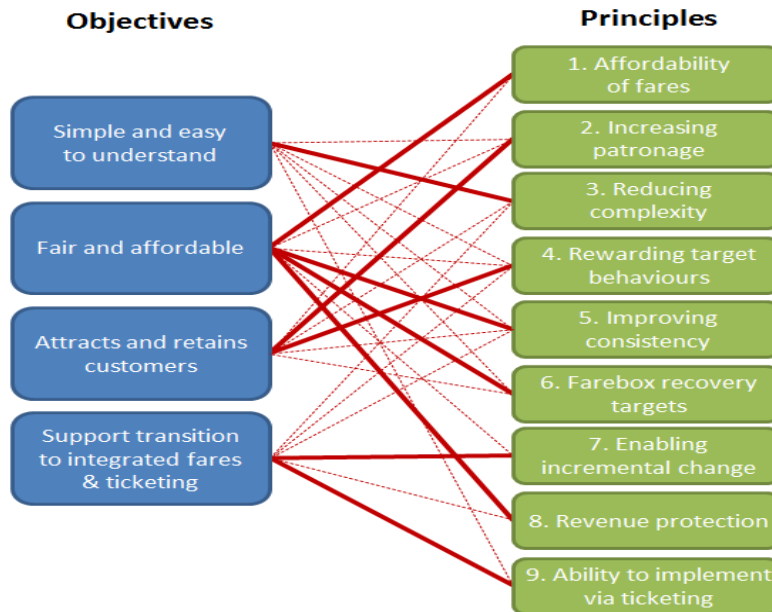 Objectives
Principles
Simple and easy
to understand
Fair and affordable
Attracts and retains
customers
Support transition
to integrated fares
& ticketing
1. Affordability
of fares
2. Increasing
patronage
3. Reducing
complexity
4. Rewarding target
behaviours
5. Improving
consistency
6. Farebox recovery
targets
7. Enabling
incremental change
8. Revenue protection
9. Ability to implement
via ticketing